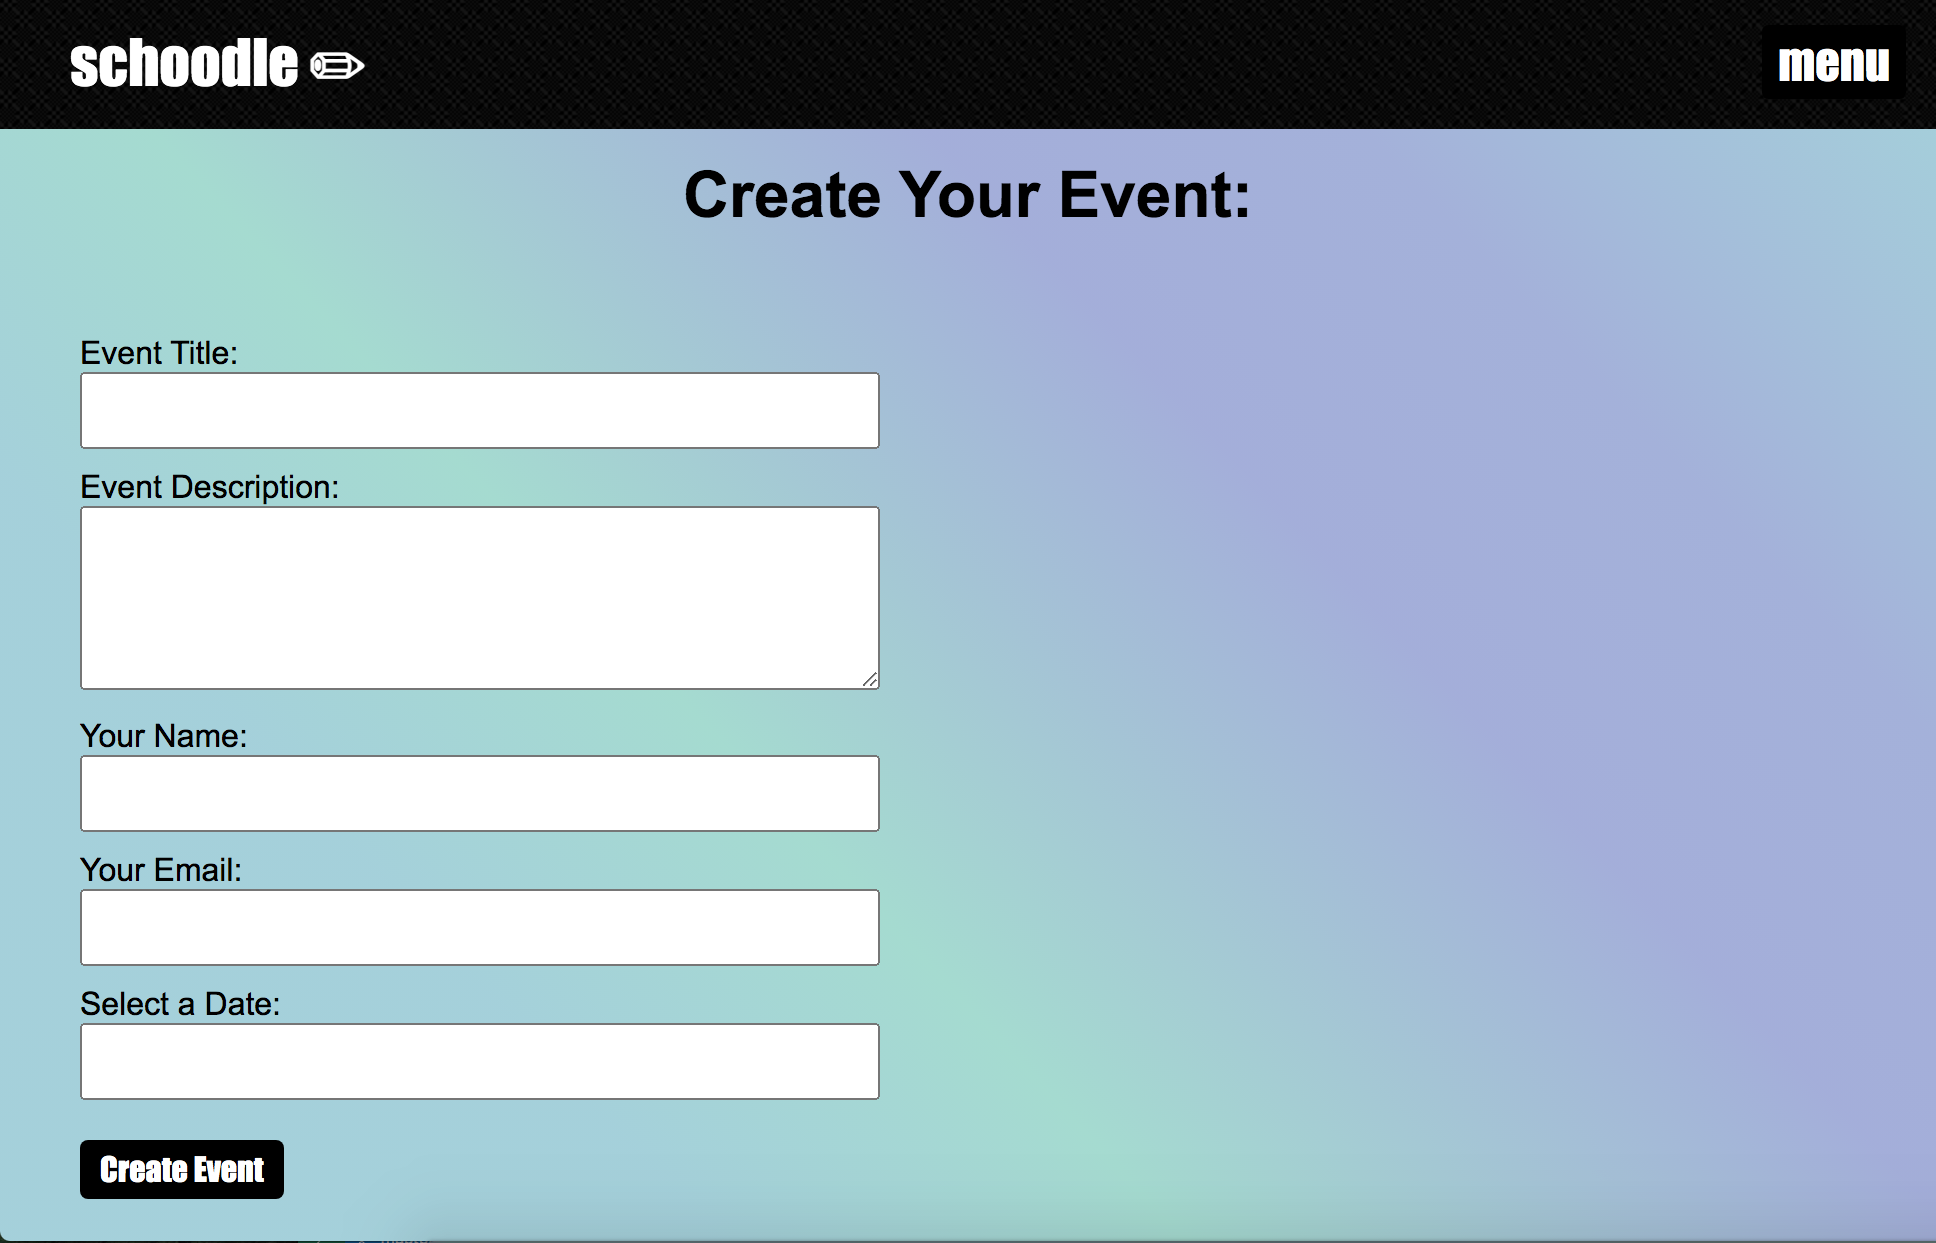 schoodle
menu
Create Your Event:
Event Title:
Event Description:
Your Name:
Your Email:
Select a Date:
Create Event